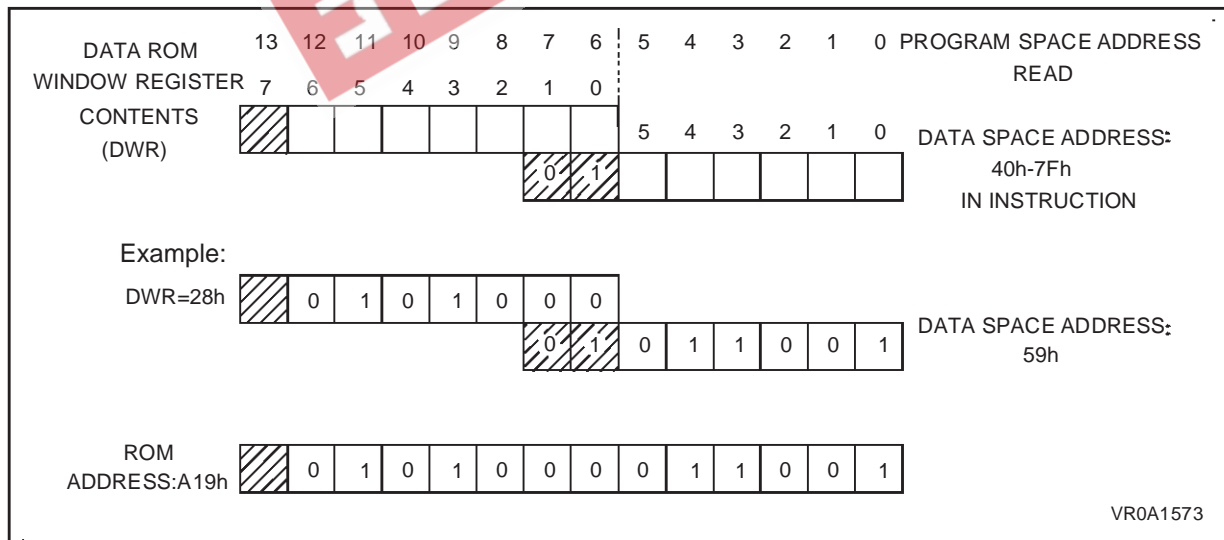 13 12 11 10 9 8 7 6 5 4 3 2 1 0 PROGRAM SPACE ADDRESS
READ
DATA ROM
WINDOW REGISTER 7 6 5 4 3 2 1 0
CONTENTS
(DWR)
5 4 3 2 1 0 DATA SPACE ADDRESS:
40h-7Fh
IN INSTRUCTION
0 1
Example:
DWR=28h 0 1 0 1 0 0 0
0 1 0 1 1 0 0 1 DATA SPACE ADDRESS:
59h
ROM
ADDRESS:A19h 0 1 0 1 0 0 0 0 1 1 0 0 1
VR0A1573